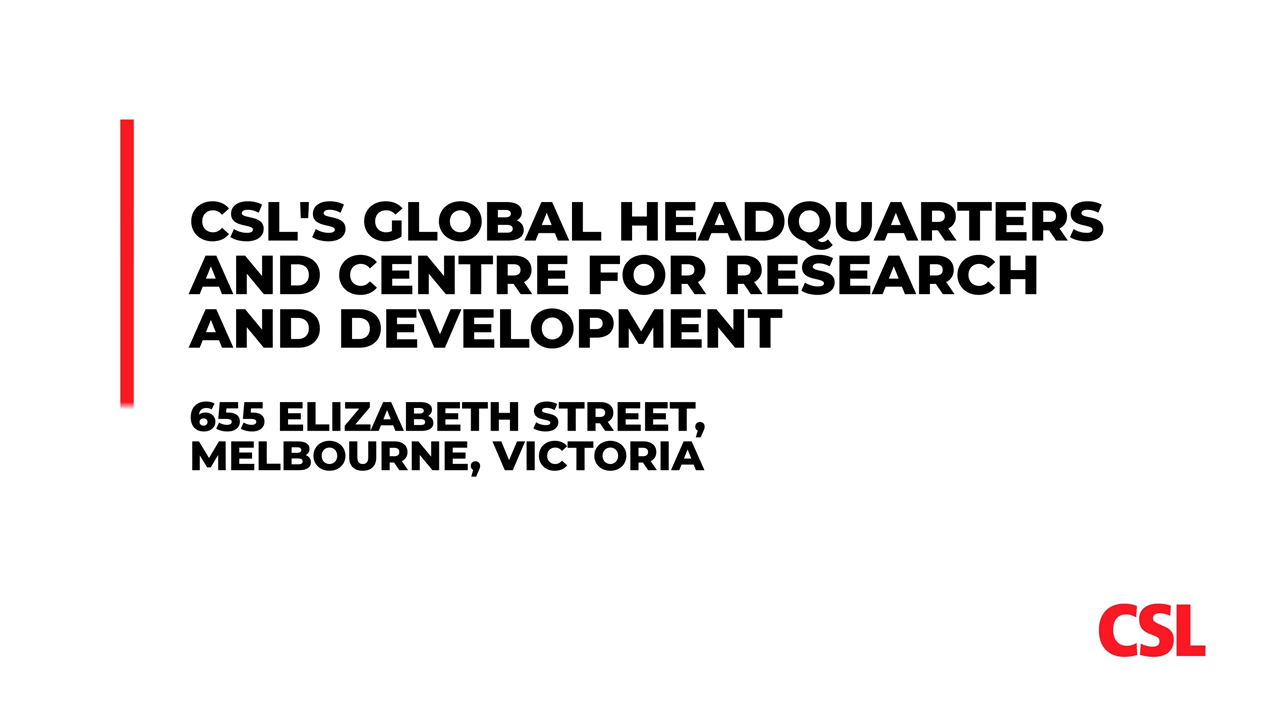 CSL'S GLOBAL HEADQUARTERS
AND CENTRE FOR RESEARCH
AND DEVELOPMENT
655 ELIZABETH STREET,
MELBOURNE, VICTORIA
CSL